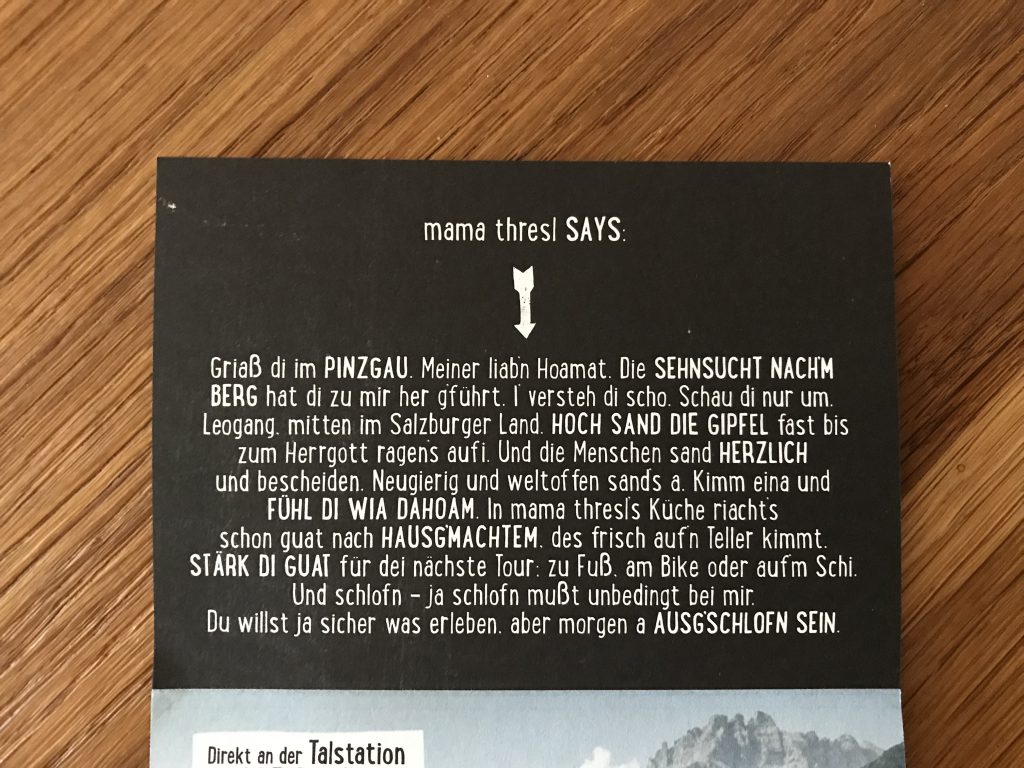 mama thresl SAYS:
Griaß di im PINZGAU. Meiner liabn Hoamat. Die SEHNSUCHT NACH'M
BERG hat di zu mir her g'führt. I' versteh di scho. Schau di nur um.
Leogang, mitten im Salzburger Land. HOCH SAND DIE GIPFEL fast bis
zum Herrgott ragen's aufi. Und die Menschen sand HERZLICH
und bescheiden. Neugierig und weltoffen sand's a. Kimm eina und
FÜHL DI WIA DAHOAM. In mama thresl's Küche riacht's
schon guat nach HAUSG'MACHTEM, des frisch auf'n Teller kimmt.
STÄRK DI GUAT für dei nächste Tour: zu Fuß, am Bike oder auf'm Schi.
Und schlofn – ja schlofn mußt unbedingt bei mir.
Du willst ja sicher was erleben, aber morgen a AUSG'SCHLOFN SEIN.
Direkt an der Talstation